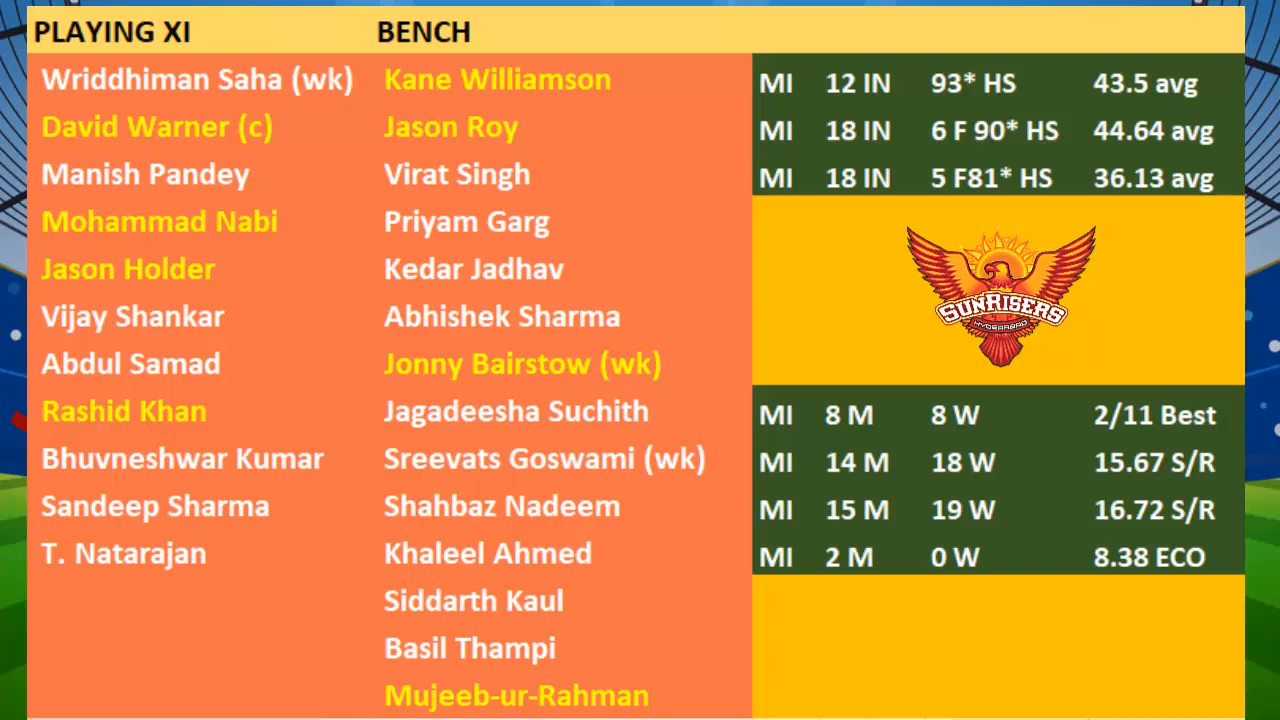 PLAYING XI BENCH
Wriddhiman Saha (wk) Kane Williamson MI 12 IN 93* HS 43.5 avg
David Warner (c) Jason Roy MI 18 IN 6 F 90* HS 44.64 avg
Manish Pandey Virat Singh MI 18 IN 5 F81* HS 36.13 avg
Mohammad Nabi Priyam Garg
Jason Holder Kedar Jadhav
Vijay Shankar Abhishek Sharma
SUNRISERS
HYDERABAD
Abdul Samad Jonny Bairstow (wk)
Rashid Khan Jagadeesha Suchith MI 8 M 8 W 2/11 Best
Bhuvneshwar Kumar Sreevats Goswami (wk) MI 14 M 18 W 15.67 S/R
Sandeep Sharma Shahbaz Nadeem MI 15 M 19 W 16.72 S/R
T. Natarajan Khaleel Ahmed MI 2 M 0 W 8.38 ECO
Siddarth Kaul
Basil Thampi
Mujeeb-ur-Rahman